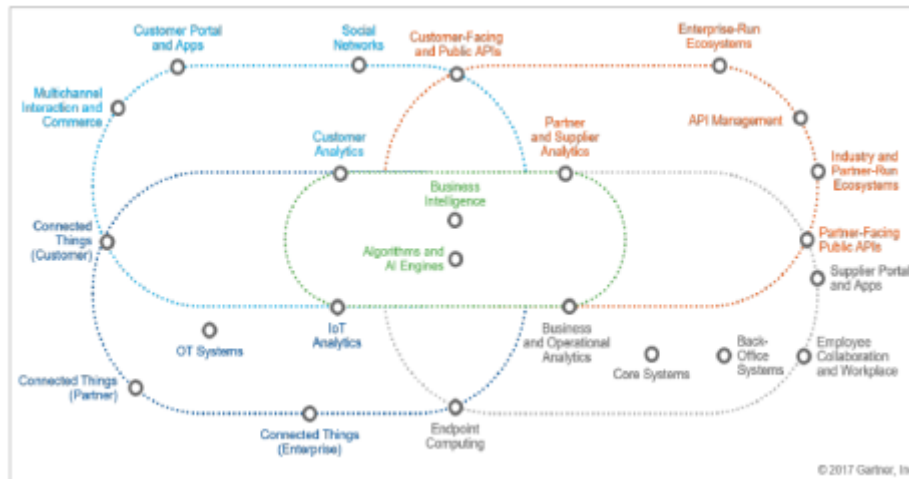 Customer Portal
and Apps
Social
Networks
Customer-Facing
and Public APIs
Enterprise-Run
Ecosystems
Multichannel
Interaction and
Commerce
API Management
Customer
Analytics
Partner
and Supplier
Analytics
Industry and
Partner-Run
Ecosystems
Business
Intelligence
Connected
Things
(Customer)
Algorithms and
AI Engines
Partner-Facing
Public APIs
Supplier Portal
and Apps
OT Systems
IoT
Analytics
Business
and Operational
Analytics
Core Systems
Back-
Office
Systems
Employee
Collaboration
and Workplace
Connected Things
(Partner)
Connected Things
(Enterprise)
Endpoint
Computing
© 2017 Gartner, Inc